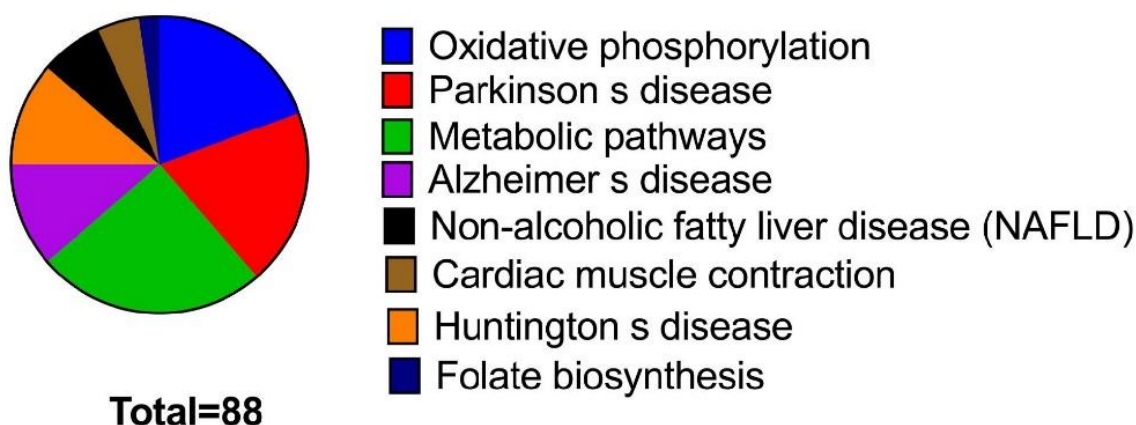 Oxidative phosphorylation
Parkinson s disease
Metabolic pathways
Alzheimer s disease
Non-alcoholic fatty liver disease (NAFLD)
Cardiac muscle contraction
Huntington s disease
Folate biosynthesis
Total=88